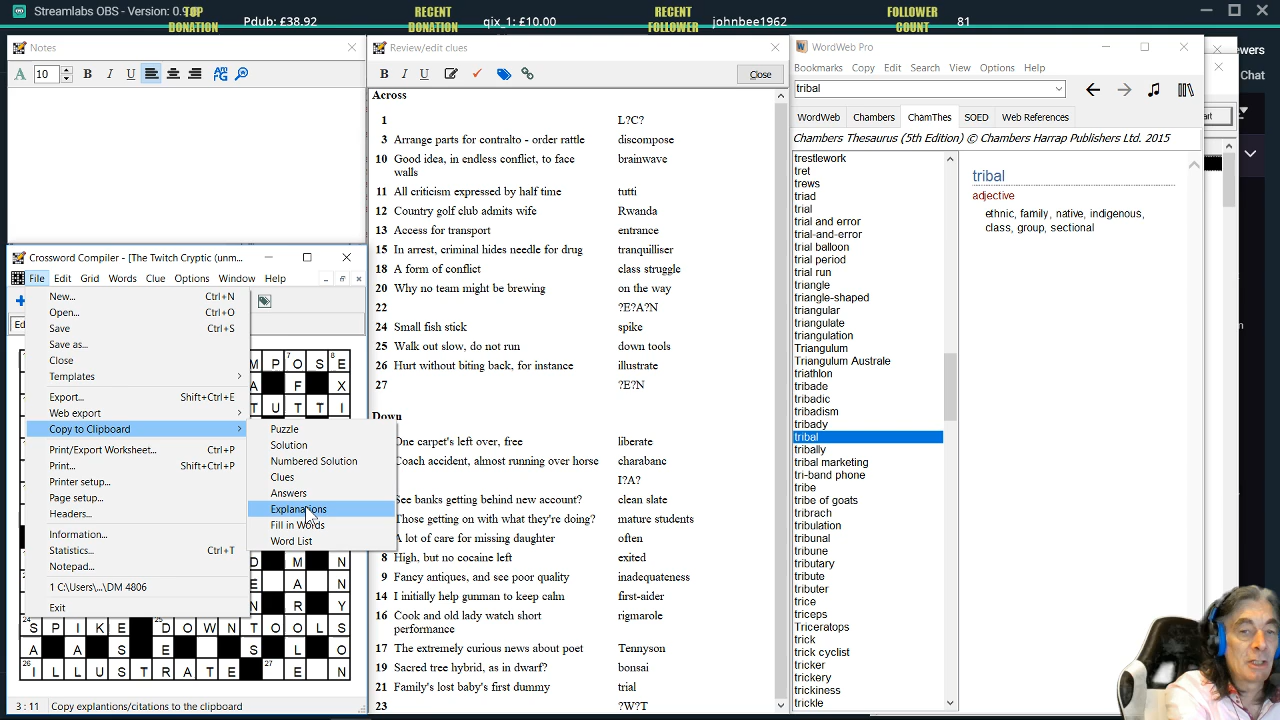 Streamlabs OBS - Version: 0.9
TOP DONATION
Pdub: £38.92
RECENT DONATION
qix_1: £10.00
RECENT FOLLOWER
johnbee1962
FOLLOWER COUNT
81
Notes
10 B I U
Review/edit clues
B I U
Close
Across
1 L?C?
3 Arrange parts for contralto - order rattle discompose
10 Good idea, in endless conflict, to face brainwave
walls
11 All criticism expressed by half time tutti
12 Country golf club admits wife Rwanda
13 Access for transport entrance
15 In arrest, criminal hides needle for drug tranquilliser
18 A form of conflict class struggle
20 Why no team might be brewing on the way
22 ?E?A?N
24 Small fish stick spike
25 Walk out slow, do not run down tools
26 Hurt without biting back, for instance illustrate
27 ?E?N
Down
One carpet's left over, free liberate
Coach accident, almost running over horse charabanc
I?A?
See banks getting behind new account? clean slate
Those getting on with what they're doing? mature students
A lot of care for missing daughter often
8 High, but no cocaine left exited
9 Fancy antiques, and see poor quality inadequateness
14 I initially help gunman to keep calm first-aider
16 Cook and old lady watch short rigmarole
performance
17 The extremely curious news about poet Tennyson
19 Sacred tree hybrid, as in dwarf? bonsai
21 Family's lost baby's first dummy trial
23 ?W?T
WordWeb Pro
Bookmarks Copy Edit Search View Options Help
tribal
WordWeb Chambers ChamThes SOED Web References
Chambers Thesaurus (5th Edition) © Chambers Harrap Publishers Ltd. 2015
trestlework
tret
trews
triad
trial
trial and error
trial-and-error
trial balloon
trial period
trial run
triangle
triangle-shaped
triangular
triangulate
triangulation
Triangulum
Triangulum Australe
triathlon
tribade
tribadic
tribadism
tribady
tribal
tribally
tribal marketing
tri-band phone
tribe
tribe of goats
tribrach
tribulation
tribunal
tribune
tributary
tribute
tributer
trice
triceps
Triceratops
trick
trick cyclist
tricker
trickery
trickiness
trickle
tribal
adjective
ethnic, family, native, indigenous,
class, group, sectional
ewers
Chat
art
Crossword Compiler - [The Twitch Cryptic (unm...
File Edit Grid Words Clue Options Window Help
Ed
New... Ctrl+N
Open... Ctrl+O
Save Ctrl+S
Save as...
Close
Templates
Export... Shift+Ctrl+E
Web export
Copy to Clipboard
Print/Export Worksheet... Ctrl+P
Print... Shift+Ctrl+P
Printer setup...
Page setup...
Headers...
Information...
Statistics... Ctrl+T
Notepad...
1 C:\Users\...\DM 4806
Exit
Puzzle
Solution
Numbered Solution
Clues
Answers
Explanations
Fill in Words
Word List
M P O S E
A F X
T U T T I
D M N
E A N
N R Y
S P I K E D O W N T O O L S
A A S E S L O
I L L U S T R A T E E N
3 : 11 Copy explantions/citations to the clipboard